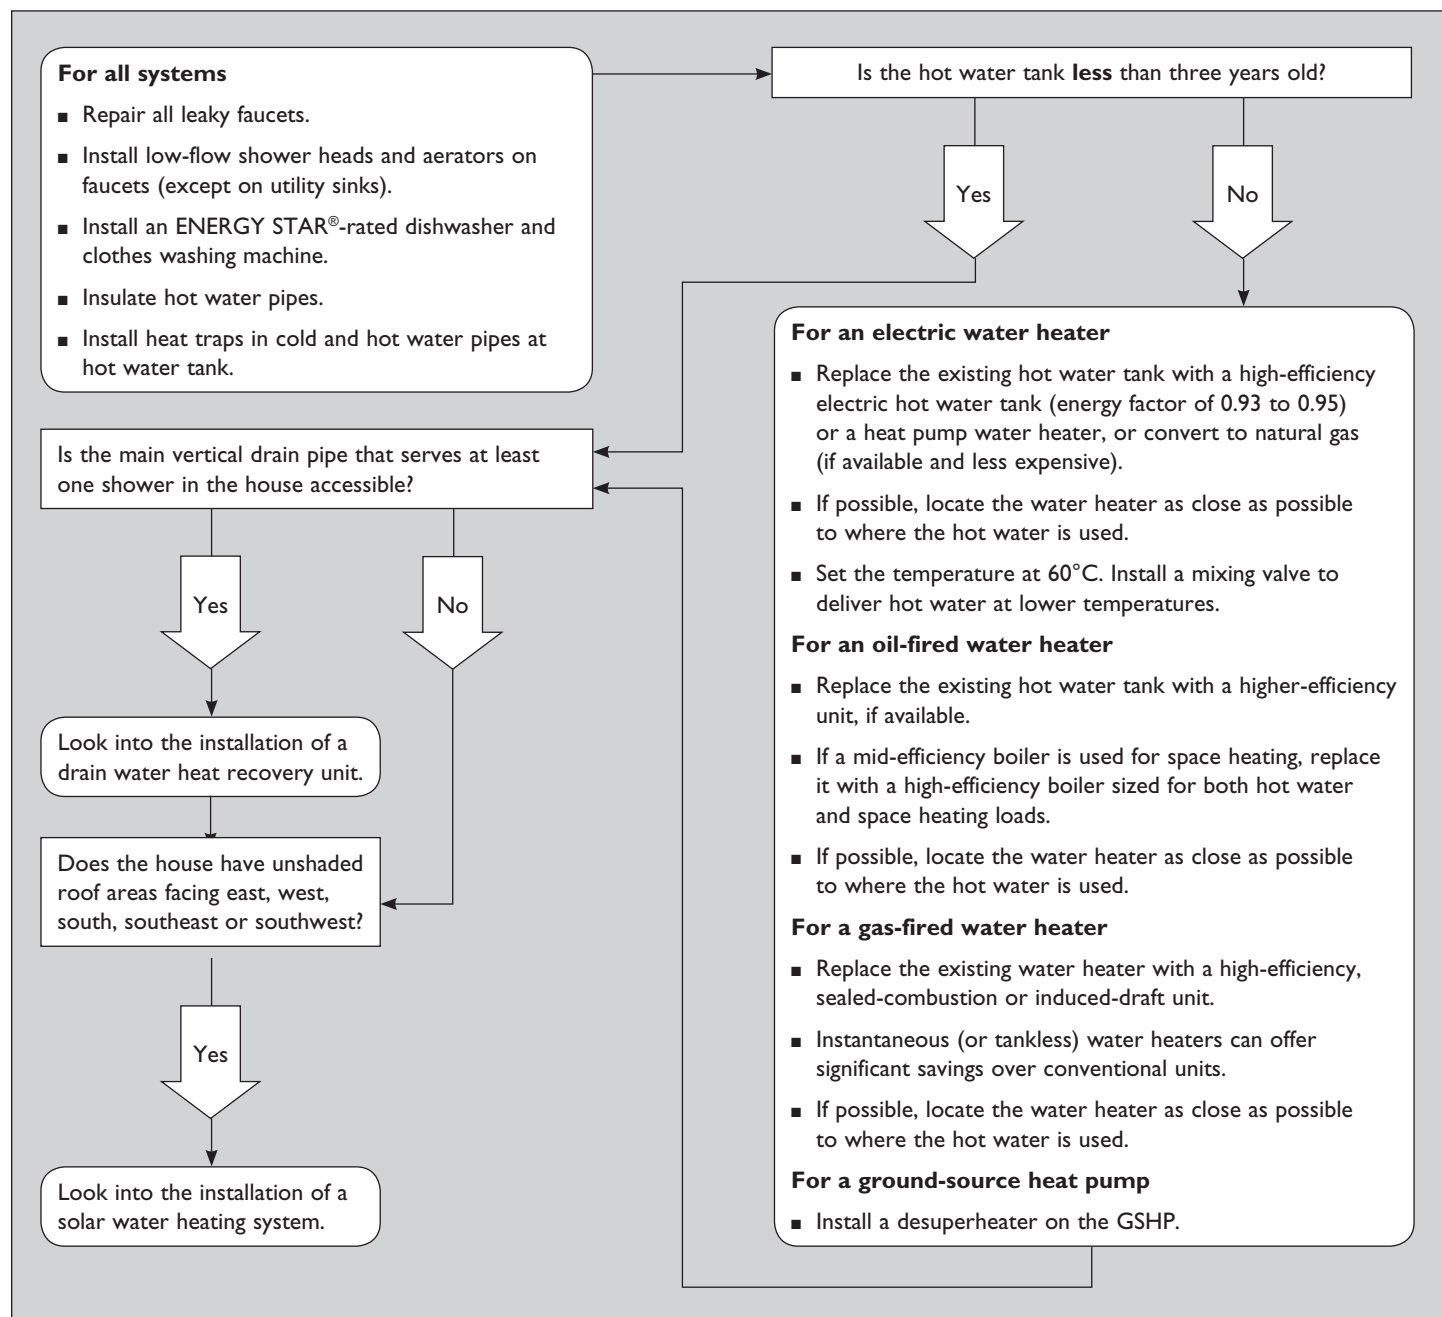 For all systems
▪ Repair all leaky faucets.
▪ Install low-flow shower heads and aerators on
faucets (except on utility sinks).
▪ Install an ENERGY STAR®-rated dishwasher and
clothes washing machine.
▪ Insulate hot water pipes.
▪ Install heat traps in cold and hot water pipes at
hot water tank.
Is the hot water tank less than three years old?
Yes
No
For an electric water heater
▪ Replace the existing hot water tank with a high-efficiency
electric hot water tank (energy factor of 0.93 to 0.95)
or a heat pump water heater, or convert to natural gas
(if available and less expensive).
▪ If possible, locate the water heater as close as possible
to where the hot water is used.
▪ Set the temperature at 60°C. Install a mixing valve to
deliver hot water at lower temperatures.
For an oil-fired water heater
▪ Replace the existing hot water tank with a higher-efficiency
unit, if available.
▪ If a mid-efficiency boiler is used for space heating, replace
it with a high-efficiency boiler sized for both hot water
and space heating loads.
▪ If possible, locate the water heater as close as possible
to where the hot water is used.
For a gas-fired water heater
▪ Replace the existing water heater with a high-efficiency,
sealed-combustion or induced-draft unit.
▪ Instantaneous (or tankless) water heaters can offer
significant savings over conventional units.
▪ If possible, locate the water heater as close as possible
to where the hot water is used.
For a ground-source heat pump
▪ Install a desuperheater on the GSHP.
Is the main vertical drain pipe that serves at least
one shower in the house accessible?
Yes
No
Look into the installation of a
drain water heat recovery unit.
Does the house have unshaded
roof areas facing east, west,
south, southeast or southwest?
Yes
Look into the installation of a
solar water heating system.